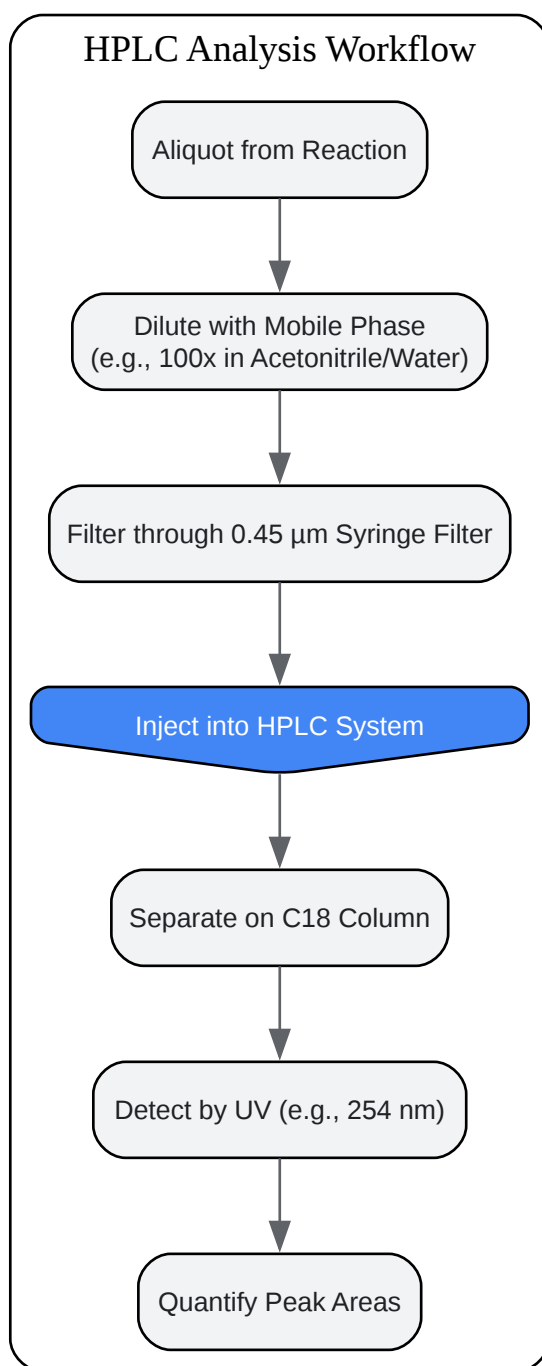 HPLC Analysis Workflow
Aliquot from Reaction
Dilute with Mobile Phase
(e.g., 100x in Acetonitrile/Water)
Filter through 0.45 µm Syringe Filter
Inject into HPLC System
Separate on C18 Column
Detect by UV (e.g., 254 nm)
Quantify Peak Areas